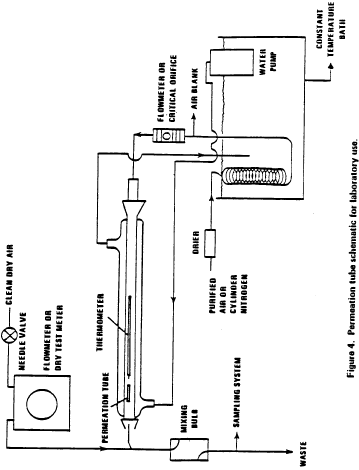 CLEAN DRY AIR
NEEDLE VALVE
FLOWMETER OR
DRY TEST METER
THERMOMETER
PERMEATION TUBE
FLOWMETER OR
CRITICAL ORIFICE
AIR BLANK
WATER
PUMP
CONSTANT
TEMPERATURE
BATH
DRIER
PURIFIED
AIR OR
CYLINDER
NITROGEN
MIXING
BULB
SAMPLING SYSTEM
WASTE
Figure 4. Permeation tube schematic for laboratory use.